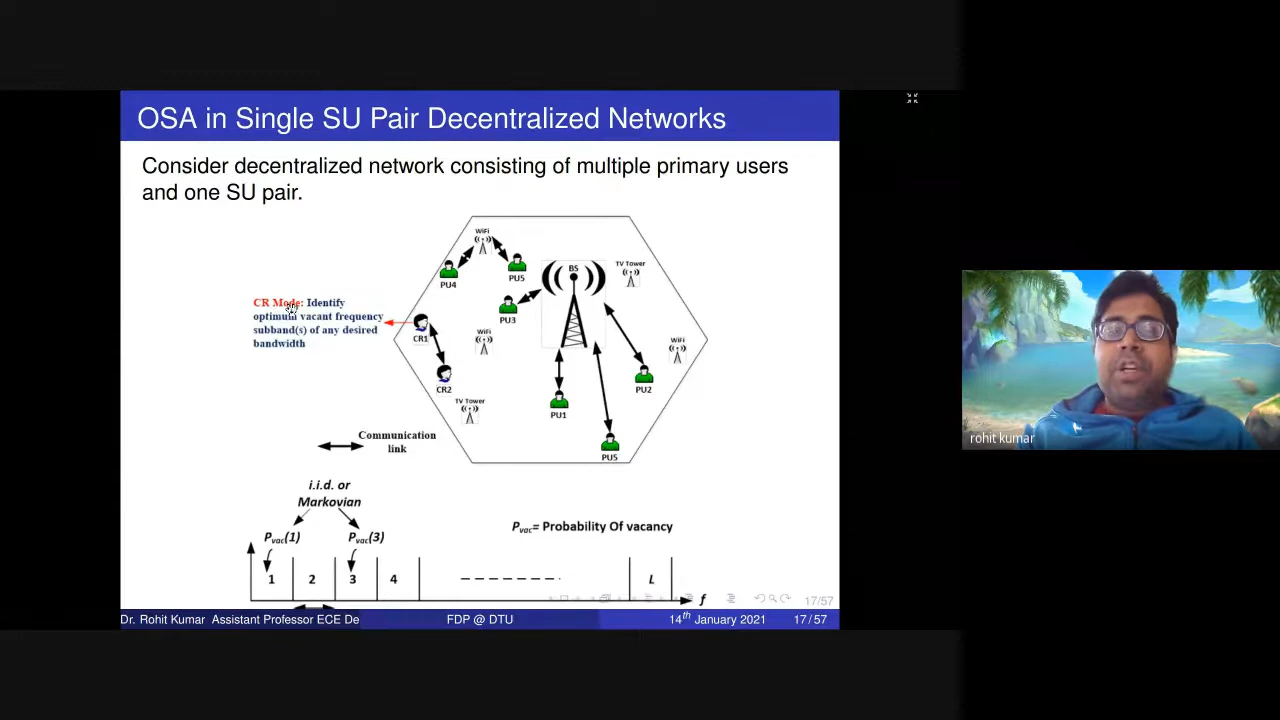 OSA in Single SU Pair Decentralized Networks
Consider decentralized network consisting of multiple primary users
and one SU pair.
WiFi
PU4
PU5
BS
TV Tower
PU3
CR Mode: Identify
optimum vacant frequency
subband(s) of any desired
bandwidth
CR1
WiFi
WiFi
CR2
PU2
TV Tower
PU1
Communication
link
PU5
i.i.d. or
Markovian
Pvac(1)
Pvac(3)
Pvac= Probability Of vacancy
1
2
3
4
L
f
17/57
Dr. Rohit Kumar Assistant Professor ECE De
FDP @ DTU
14th January 2021
17 / 57
rohit kumar